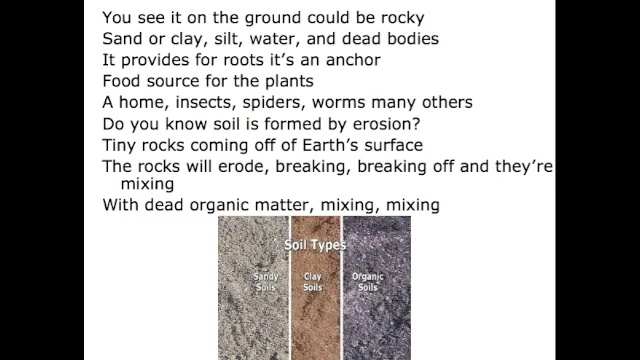 You see it on the ground could be rocky
Sand or clay, silt, water, and dead bodies
It provides for roots it's an anchor
Food source for the plants
A home, insects, spiders, worms many others
Do you know soil is formed by erosion?
Tiny rocks coming off of Earth's surface
The rocks will erode, breaking, breaking off and they're
mixing
With dead organic matter, mixing, mixing
Soil Types
Sandy Soils
Clay Soils
Organic Soils